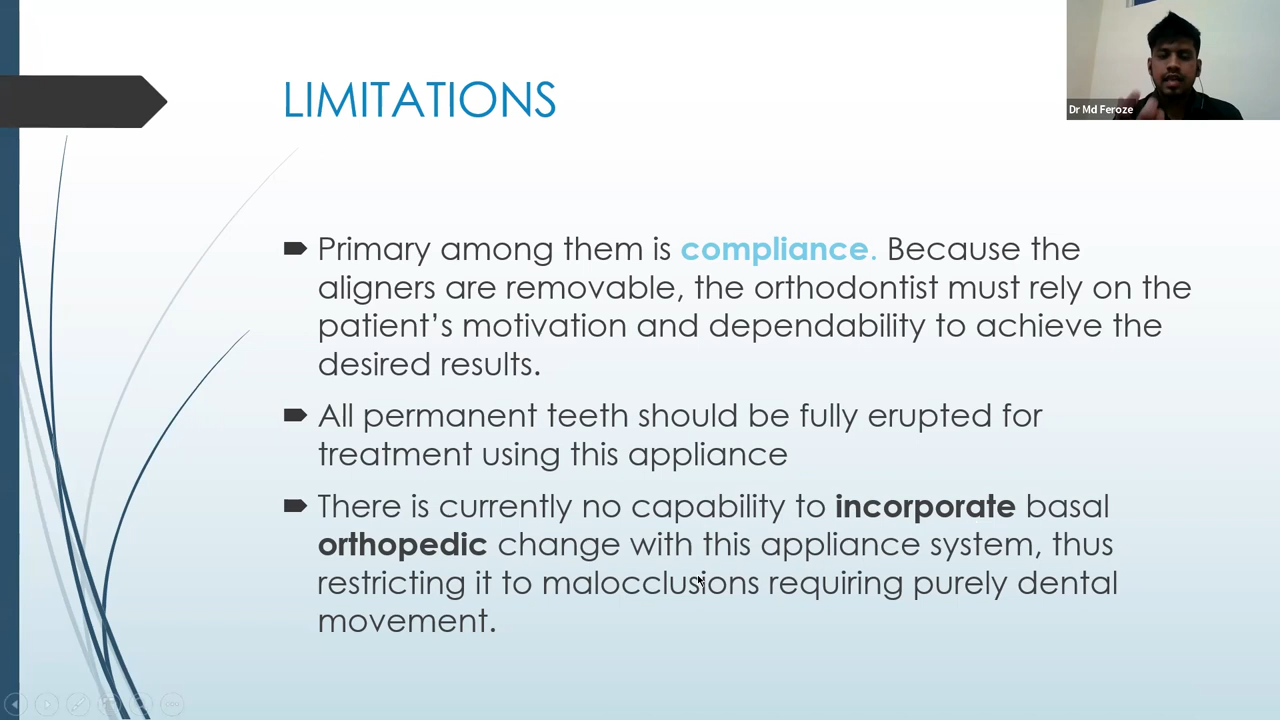 LIMITATIONS
Dr Md Feroze
Primary among them is compliance. Because the
aligners are removable, the orthodontist must rely on the
patient’s motivation and dependability to achieve the
desired results.
All permanent teeth should be fully erupted for
treatment using this appliance
There is currently no capability to incorporate basal
orthopedic change with this appliance system, thus
restricting it to malocclusions requiring purely dental
movement.